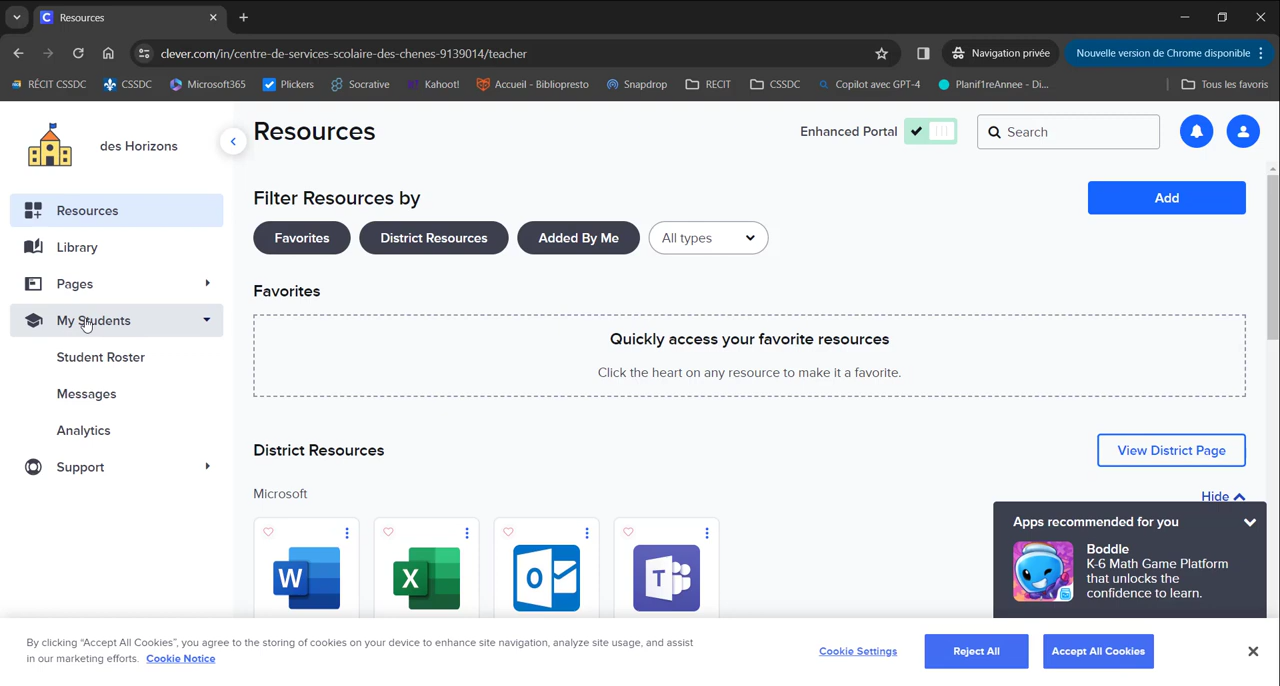 Resources
clever.com/in/centre-de-services-scolaire-des-chenes-9139014/teacher
Navigation privée
Nouvelle version de Chrome disponible
RÉCIT CSSDC
CSSDC
Microsoft365
Plickers
Socrative
Kahoot!
Accueil - Bibliopresto
Snapdrop
RECIT
CSSDC
Copilot avec GPT-4
Planif1reAnnee - Di...
Tous les favoris
des Horizons
Resources
Enhanced Portal
Search
Resources
Library
Pages
My Students
Student Roster
Messages
Analytics
Support
Filter Resources by
Add
Favorites
District Resources
Added By Me
All types
Favorites
Quickly access your favorite resources
Click the heart on any resource to make it a favorite.
District Resources
View District Page
Microsoft
Hide
W
X
O
T
Apps recommended for you
Boddle
K-6 Math Game Platform
that unlocks the
confidence to learn.
By clicking “Accept All Cookies”, you agree to the storing of cookies on your device to enhance site navigation, analyze site usage, and assist
in our marketing efforts. Cookie Notice
Cookie Settings
Reject All
Accept All Cookies